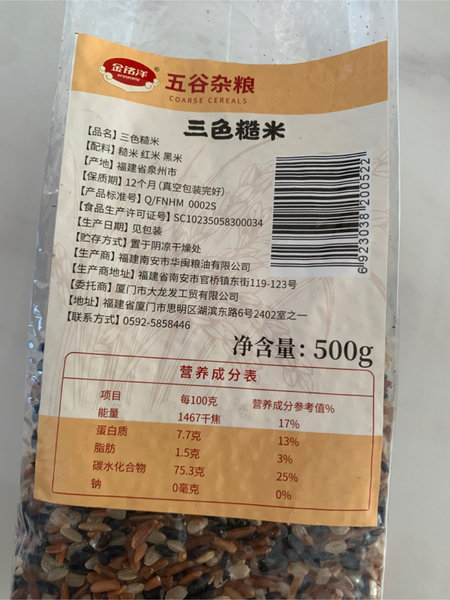 金铭洋
五谷杂粮
COARSE CEREALS
三色糙米
【品名】三色糙米
【配料】糙米 红米 黑米
【产地】福建省泉州市
【保质期】12个月(真空包装完好)
【产品标准号】Q/FNHM 0002S
【食品生产许可证号】SC10235058300034
【生产日期】见包装
【贮存方式】置于阴凉干燥处
【生产商】福建南安市华闽粮油有限公司
【生产商地址】福建省南安市官桥镇东街119-123号
【委托商】厦门市大龙发工贸有限公司
【地址】福建省厦门市思明区湖滨东路6号2402室之一
【联系方式】0592-5858446
6 923038 200522
净含量：500g
营养成分表
项目 每100克 营养成分参考值%
能量 1467千焦 17%
蛋白质 7.7克 13%
脂肪 1.5克 3%
碳水化合物 75.3克 25%
钠 0毫克 0%